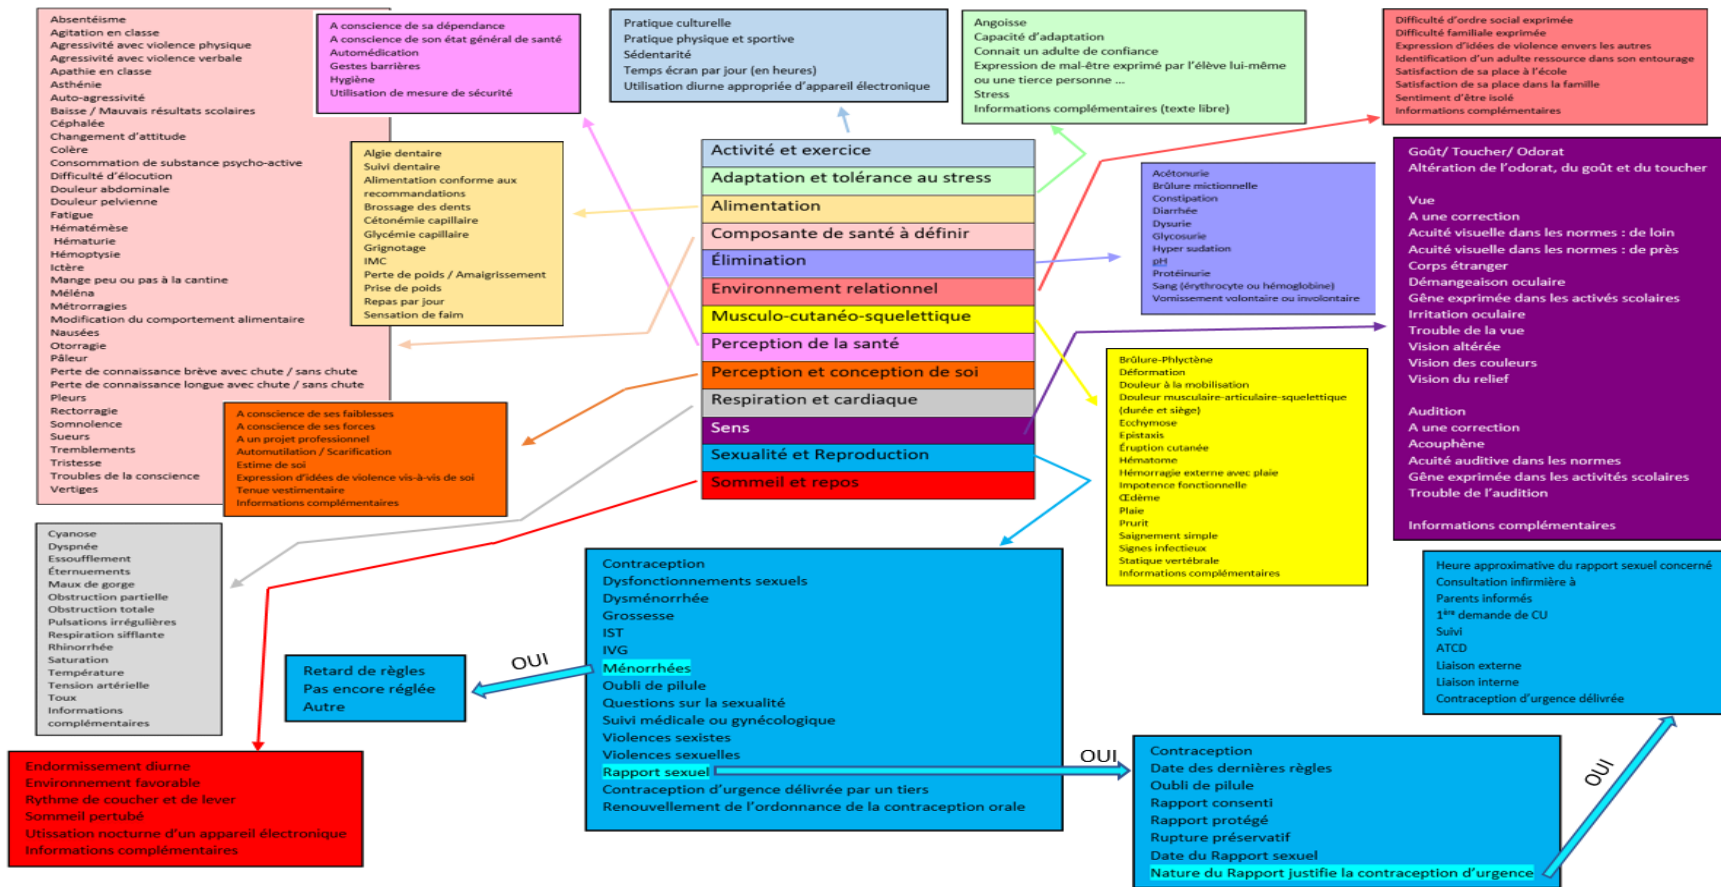 Absentéisme
Agitation en classe
Agressivité avec violence physique
Agressivité avec violence verbale
Apathie en classe
Asthénie
Auto-agressivité
Baisse / Mauvais résultats scolaires
Céphalée
Changement d'attitude
Colère
Consommation de substance psycho-active
Difficulté d'élocution
Douleur abdominale
Douleur pelvienne
Fatigue
Hématémèse
Hématurie
Hémoptysie
Ictère
Mange peu ou pas à la cantine
Méléna
Métrorragies
Modification du comportement alimentaire
Nausées
Otorragie
Pâleur
Perte de connaissance brève avec chute / sans chute
Perte de connaissance longue avec chute / sans chute
Pleurs
Rectorragie
Somnolence
Sueurs
Tremblements
Tristesse
Troubles de la conscience
Vertiges
A conscience de sa dépendance
A conscience de son état général de santé
Automédication
Gestes barrières
Hygiène
Utilisation de mesure de sécurité
Pratique culturelle
Pratique physique et sportive
Sédentarité
Temps écran par jour (en heures)
Utilisation diurne appropriée d'appareil électronique
Angoisse
Capacité d'adaptation
Connait un adulte de confiance
Expression de mal-être exprimé par l'élève lui-même
ou une tierce personne ...
Stress
Informations complémentaires (texte libre)
Difficulté d'ordre social exprimée
Difficulté familiale exprimée
Expression d'idées de violence envers les autres
Identification d'un adulte ressource dans son entourage
Satisfaction de sa place à l'école
Satisfaction de sa place dans la famille
Sentiment d'être isolé
Informations complémentaires
Algie dentaire
Suivi dentaire
Alimentation conforme aux
recommandations
Brossage des dents
Cétonémie capillaire
Glycémie capillaire
Grignotage
IMC
Perte de poids / Amaigrissement
Prise de poids
Repas par jour
Sensation de faim
Activité et exercice
Adaptation et tolérance au stress
Alimentation
Composante de santé à définir
Élimination
Environnement relationnel
Musculo-cutanéo-squelettique
Perception de la santé
Perception et conception de soi
Respiration et cardiaque
Sens
Sexualité et Reproduction
Sommeil et repos
Acétonurie
Brûlure mictionnelle
Constipation
Diarrhée
Dysurie
Glycosurie
Hyper sudation
pH
Protéinurie
Sang (érythrocyte ou hémoglobine)
Vomissement volontaire ou involontaire
Goût/ Toucher/ Odorat
Altération de l'odorat, du goût et du toucher
Vue
A une correction
Acuité visuelle dans les normes : de loin
Acuité visuelle dans les normes : de près
Corps étranger
Démangeaison oculaire
Gêne exprimée dans les activés scolaires
Irritation oculaire
Trouble de la vue
Vision altérée
Vision des couleurs
Vision du relief
Audition
A une correction
Acouphène
Acuité auditive dans les normes
Gêne exprimée dans les activités scolaires
Trouble de l'audition
Informations complémentaires
Brûlure-Phlyctène
Déformation
Douleur à la mobilisation
Douleur musculaire-articulaire-squelettique
(durée et siège)
Ecchymose
Epistaxis
Éruption cutanée
Hématome
Hémorragie externe avec plaie
Impotence fonctionnelle
Œdème
Plaie
Prurit
Saignement simple
Signes infectieux
Statique vertébrale
Informations complémentaires
A conscience de ses faiblesses
A conscience de ses forces
A un projet professionnel
Automutilation / Scarification
Estime de soi
Expression d'idées de violence vis-à-vis de soi
Tenue vestimentaire
Informations complémentaires
Cyanose
Dyspnée
Essoufflement
Éternuements
Maux de gorge
Obstruction partielle
Obstruction totale
Pulsations irrégulières
Respiration sifflante
Rhinorrhée
Saturation
Température
Tension artérielle
Toux
Informations
complémentaires
Contraception
Dysfonctionnements sexuels
Dysménorrhée
Grossesse
IST
IVG
Ménorrhées
Oubli de pilule
Questions sur la sexualité
Suivi médicale ou gynécologique
Violences sexistes
Violences sexuelles
Rapport sexuel
Contraception d'urgence délivrée par un tiers
Renouvellement de l'ordonnance de la contraception orale
OUI
Retard de règles
Pas encore réglée
Autre
Endormissement diurne
Environnement favorable
Rythme de coucher et de lever
Sommeil pertubé
Utissation nocturne d'un appareil électronique
Informations complémentaires
OUI
Contraception
Date des dernières règles
Oubli de pilule
Rapport consenti
Rapport protégé
Rupture préservatif
Date du Rapport sexuel
Nature du Rapport justifie la contraception d'urgence
OUI
Heure approximative du rapport sexuel concerné
Consultation infirmière à
Parents informés
1ère demande de CU
Suivi
ATCD
Liaison externe
Liaison interne
Contraception d'urgence délivrée